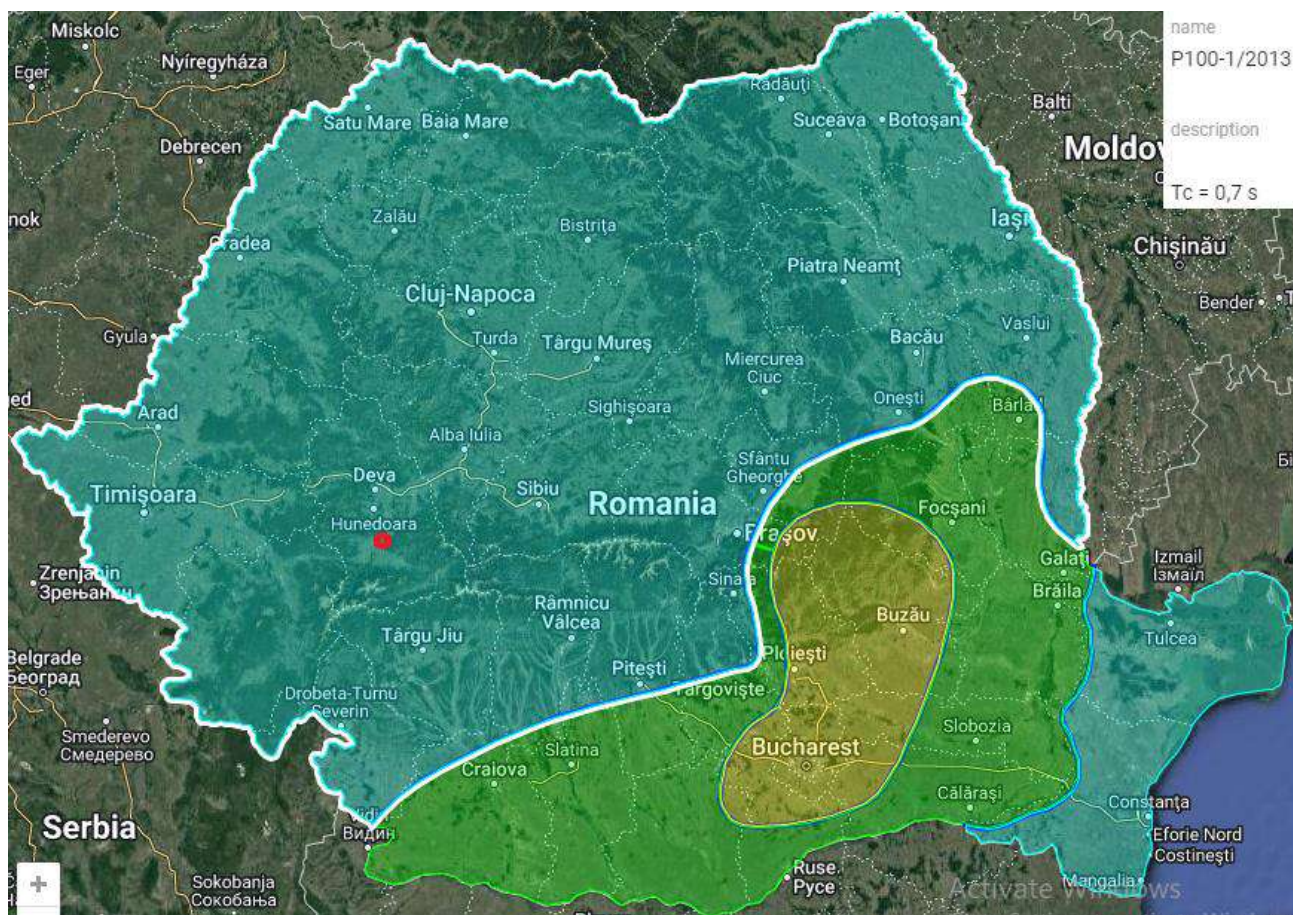 name
P100-1/2013
description
Tc = 0,7 s
Miskolc
Eger
Nyíregyháza
Debrecen
Satu Mare
Baia Mare
Rădăuţi
Suceava
Botoşani
Balti
Moldov
nok
Zalău
Bistriţa
Iaşi
Oradea
Chişinău
Cluj-Napoca
Piatra Neamţ
Bender
Gyula
Turda
Târgu Mureş
Bacău
Vaslui
Miercurea
Ciuc
ed
Arad
Sighişoara
Oneşti
Bârlad
Alba Iulia
Deva
Sfântu
Gheorghe
Timişoara
Sibiu
Romania
Focşani
Hunedoara
Braşov
Galaţi
Izmail
Ізмаїл
Zrenjanin
Зрењанин
Sinaia
Brăila
Râmnicu
Vâlcea
Buzău
Târgu Jiu
Tulcea
Belgrade
Београд
Piteşti
Ploieşti
Târgovişte
Drobeta-Turnu
Severin
Smederevo
Смедерево
Slatina
Bucharest
Slobozia
Craiova
Călăraşi
Constanţa
Serbia
Видин
Eforie Nord
Costineşti
Ruse
Русе
Sokobanja
Сокобања
Mangalia
Activate Windows
+